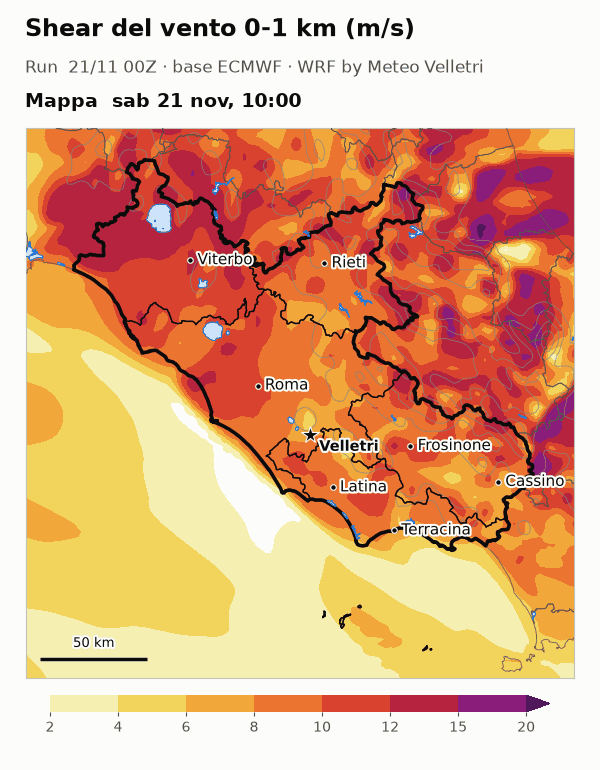 Shear del vento 0-1 km (m/s)
Run 21/11 00Z · base ECMWF · WRF by Meteo Velletri
Mappa sab 21 nov, 10:00
Viterbo
Rieti
Roma
Velletri
Frosinone
Latina
Cassino
Terracina
50 km
2 4 6 8 10 12 15 20